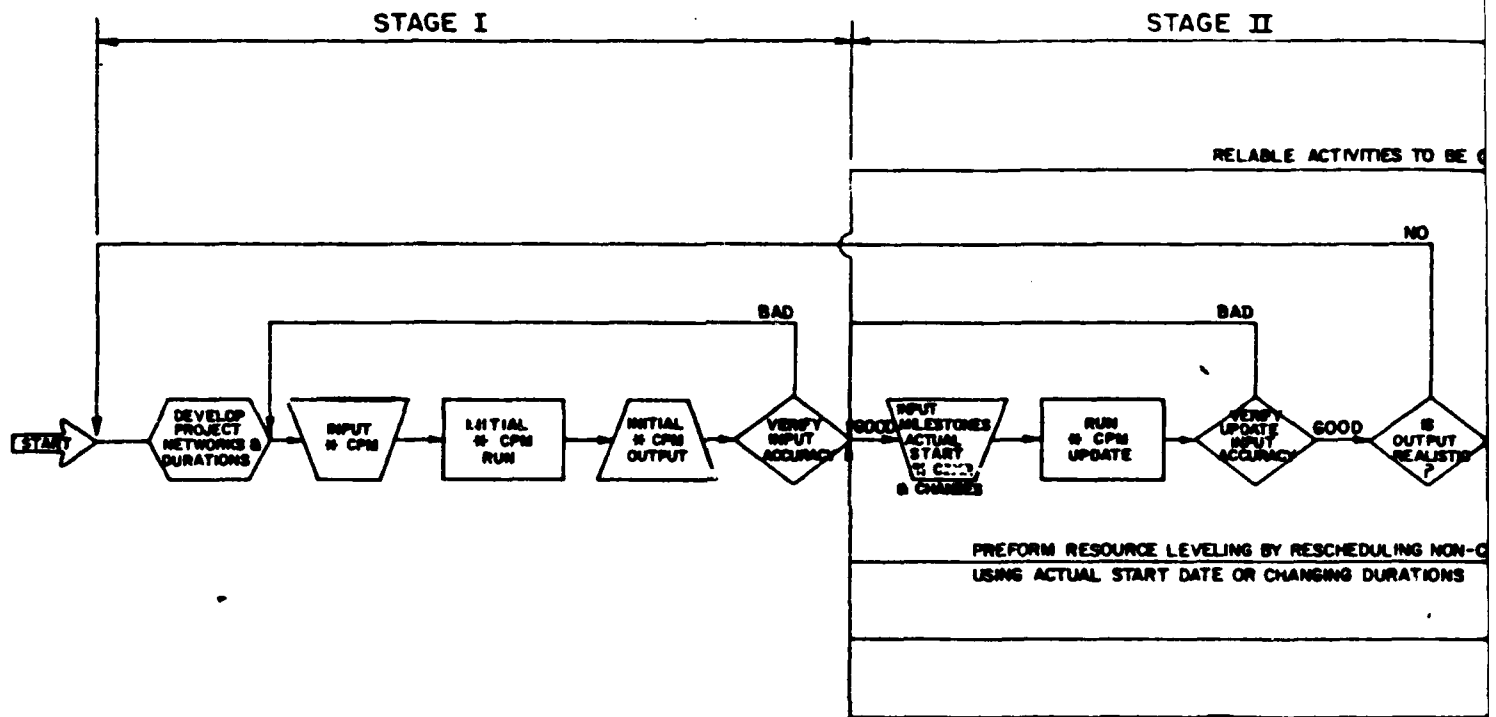 STAGE I
STAGE II
RELABLE ACTIVITIES TO BE
NO
BAD
BAD
START
DEVELOP
PROJECT
NETWORKS &
DURATIONS
INPUT
* CPM
INITIAL
* CPM
RUN
INITIAL
* CPM
OUTPUT
VERIFY
INPUT
ACCURACY
GOOD
INPUT
MILESTONES
ACTUAL
START
& CHANGES
RUN
* CPM
UPDATE
VERIFY
UPDATE
INPUT
ACCURACY
GOOD
IS
OUTPUT
REALISTIC
?
PREFORM RESOURCE LEVELING BY RESCHEDULING NON-
USING ACTUAL START DATE OR CHANGING DURATIONS